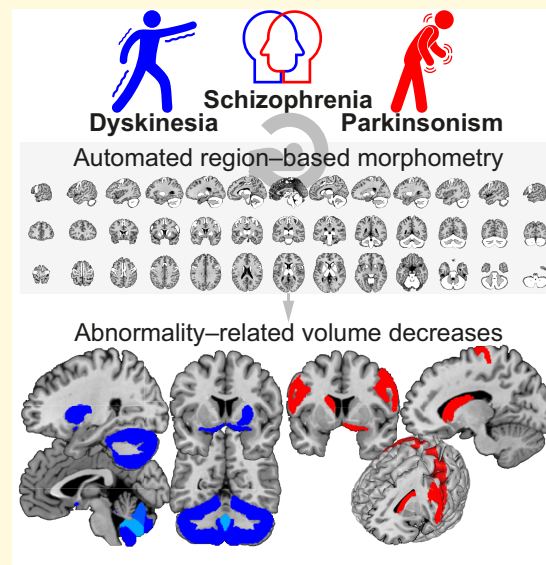 Schizophrenia
Dyskinesia
Parkinsonism
Automated region–based morphometry
Abnormality–related volume decreases